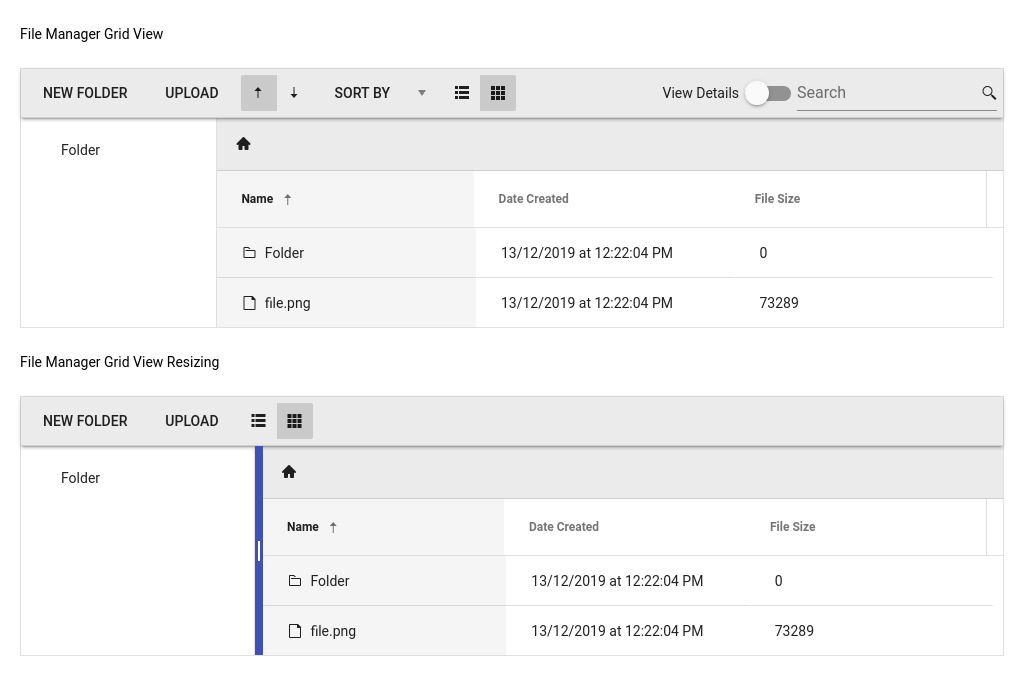 File Manager Grid View
NEW FOLDER UPLOAD SORT BY View Details Search
Folder
Name Date Created File Size
Folder 13/12/2019 at 12:22:04 PM 0
file.png 13/12/2019 at 12:22:04 PM 73289
File Manager Grid View Resizing
NEW FOLDER UPLOAD
Folder
Name Date Created File Size
Folder 13/12/2019 at 12:22:04 PM 0
file.png 13/12/2019 at 12:22:04 PM 73289